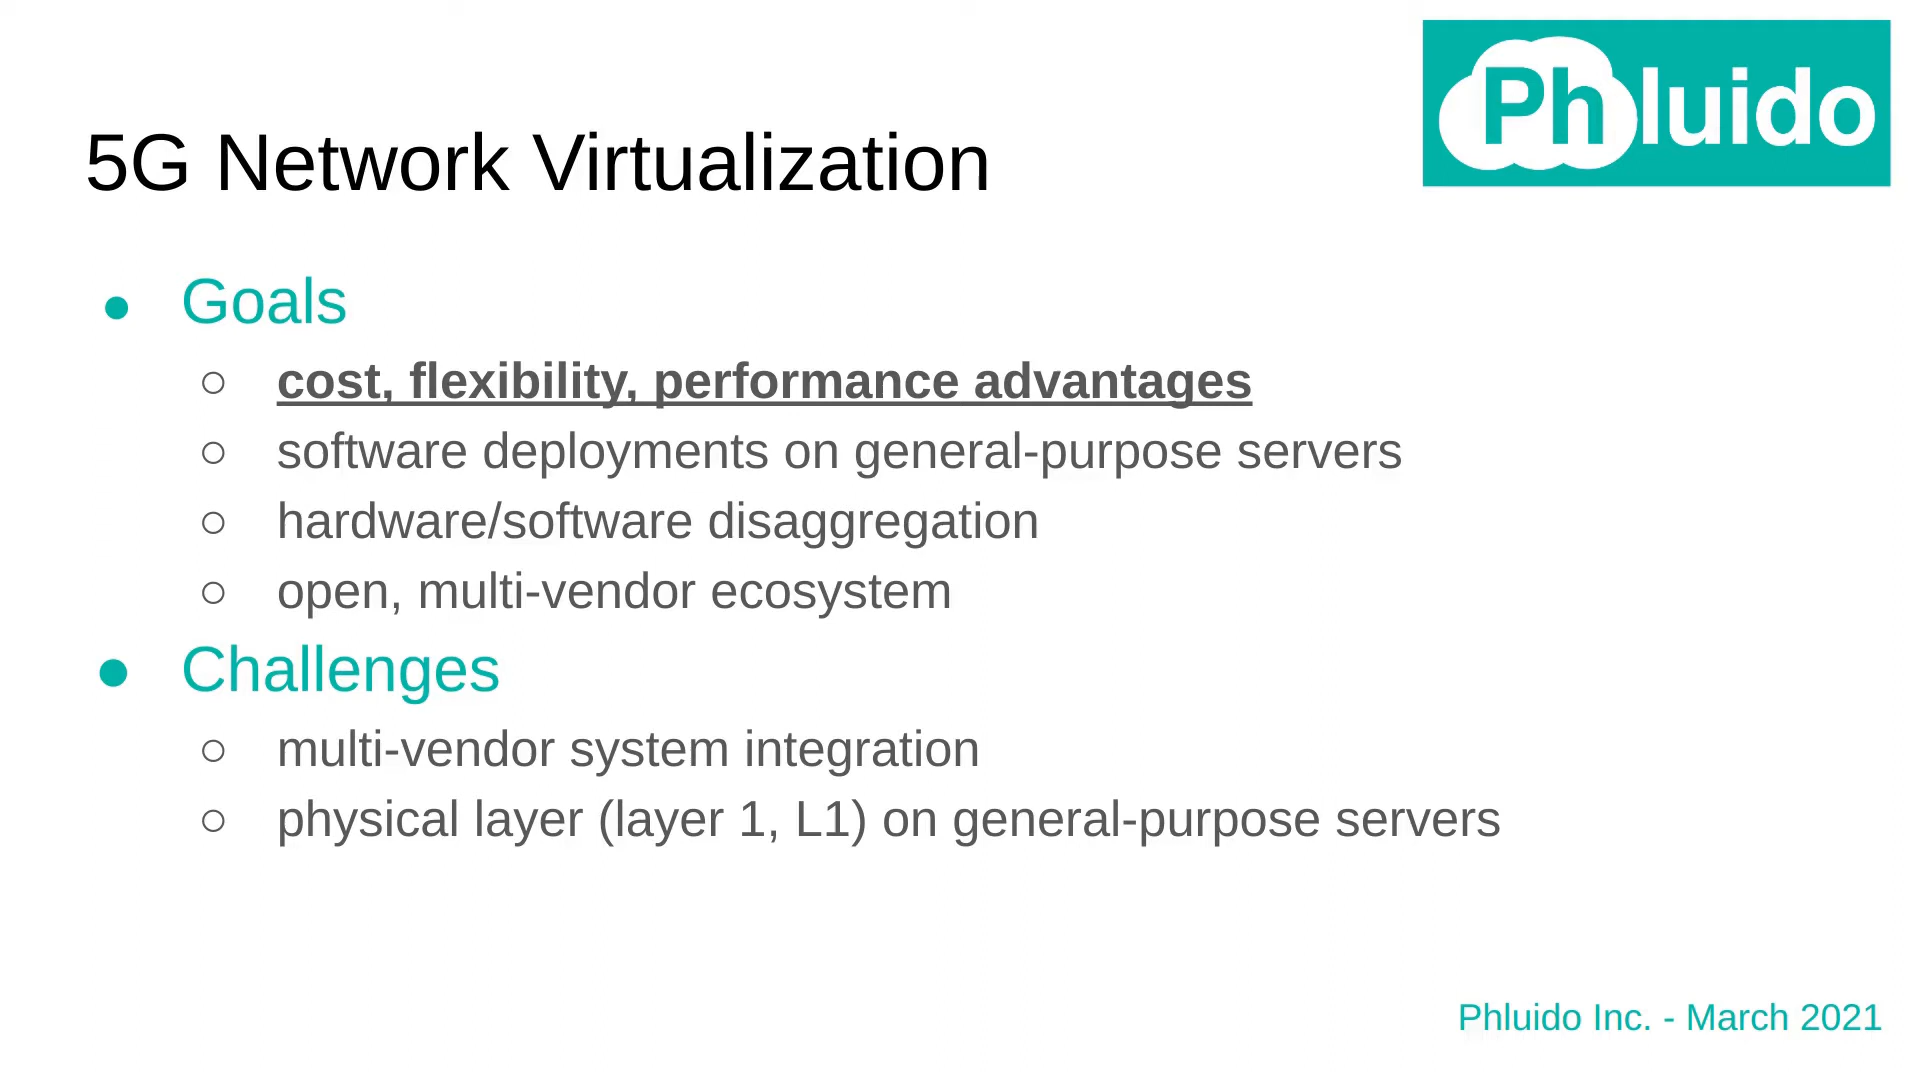 Phluido
5G Network Virtualization
● Goals
○ cost, flexibility, performance advantages
○ software deployments on general-purpose servers
○ hardware/software disaggregation
○ open, multi-vendor ecosystem
● Challenges
○ multi-vendor system integration
○ physical layer (layer 1, L1) on general-purpose servers
Phluido Inc. - March 2021